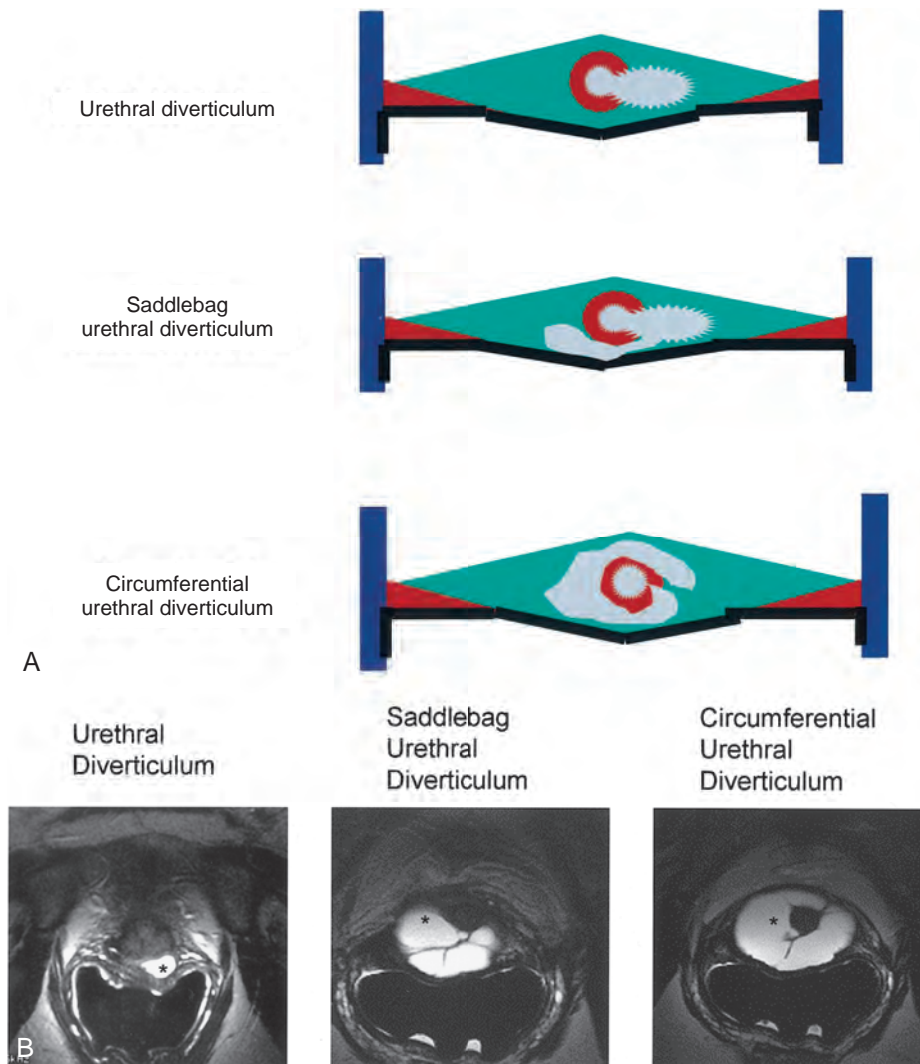 Urethral diverticulum
Saddlebag
urethral diverticulum
Circumferential
urethral diverticulum
A
Urethral
Diverticulum
Saddlebag
Urethral
Diverticulum
Circumferential
Urethral
Diverticulum
*
*
*
B